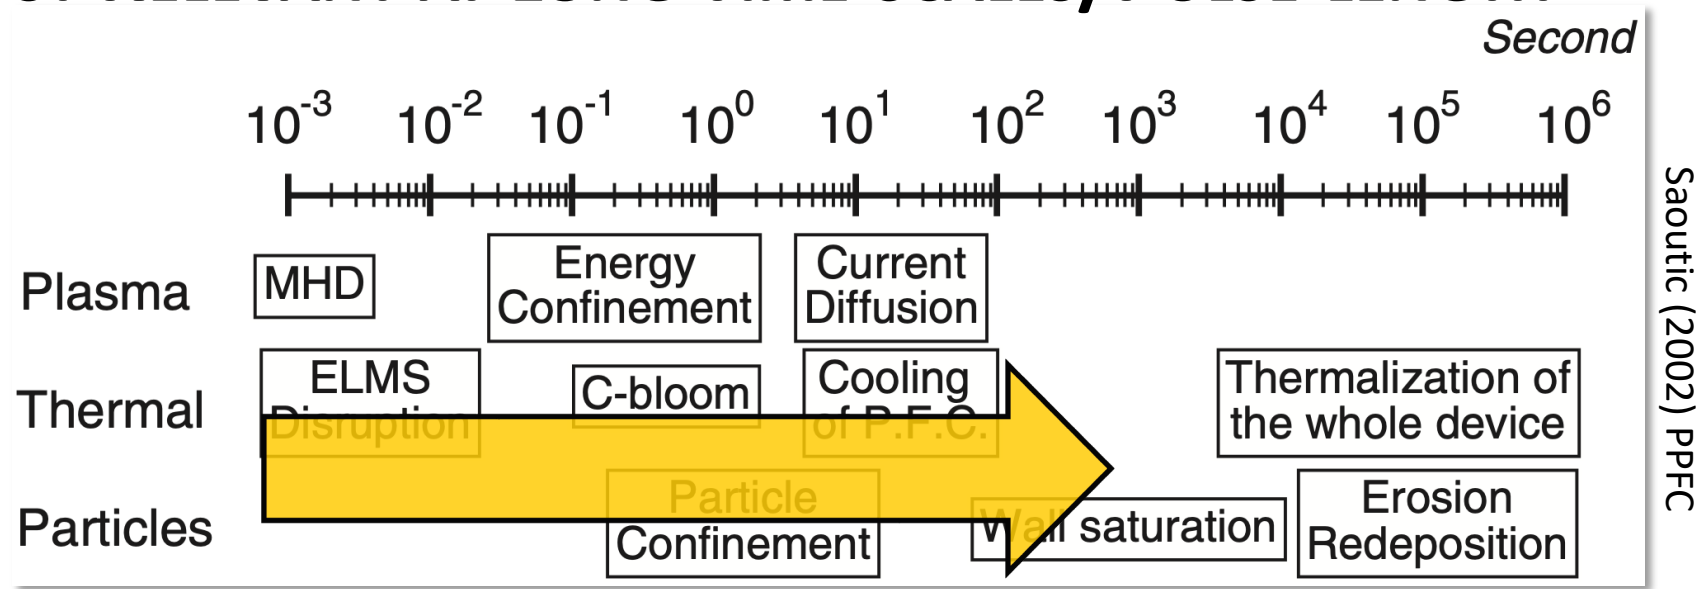 Second
10-3 10-2 10-1 100 101 102 103 104 105 106
Plasma
MHD
Energy
Confinement
Current
Diffusion
Thermal
ELMS
Disruption
C-bloom
Cooling
of P.F.C.
Thermalization of
the whole device
Particles
Particle
Confinement
Wall saturation
Erosion
Redeposition
Saoutic (2002) PPFC